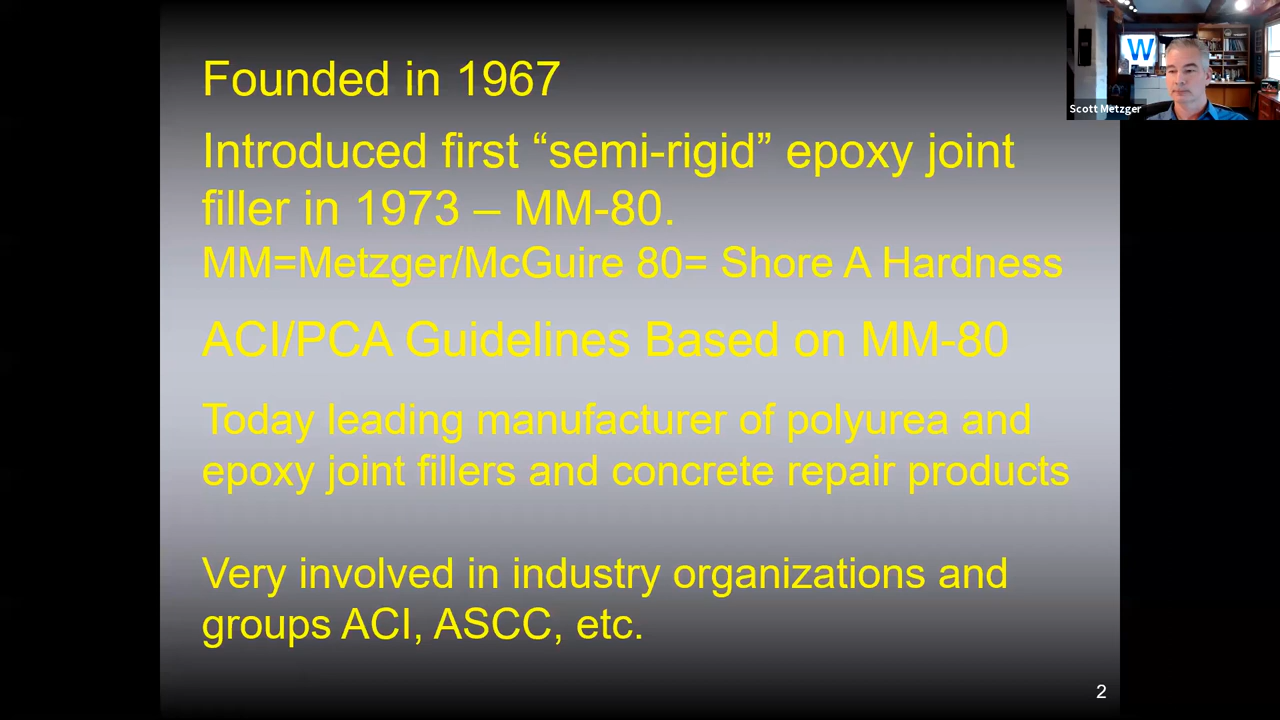 Founded in 1967
Introduced first “semi-rigid” epoxy joint
filler in 1973 – MM-80.
MM=Metzger/McGuire 80= Shore A Hardness
ACI/PCA Guidelines Based on MM-80
Today leading manufacturer of polyurea and
epoxy joint fillers and concrete repair products
Very involved in industry organizations and
groups ACI, ASCC, etc.
2
W
Scott Metzger